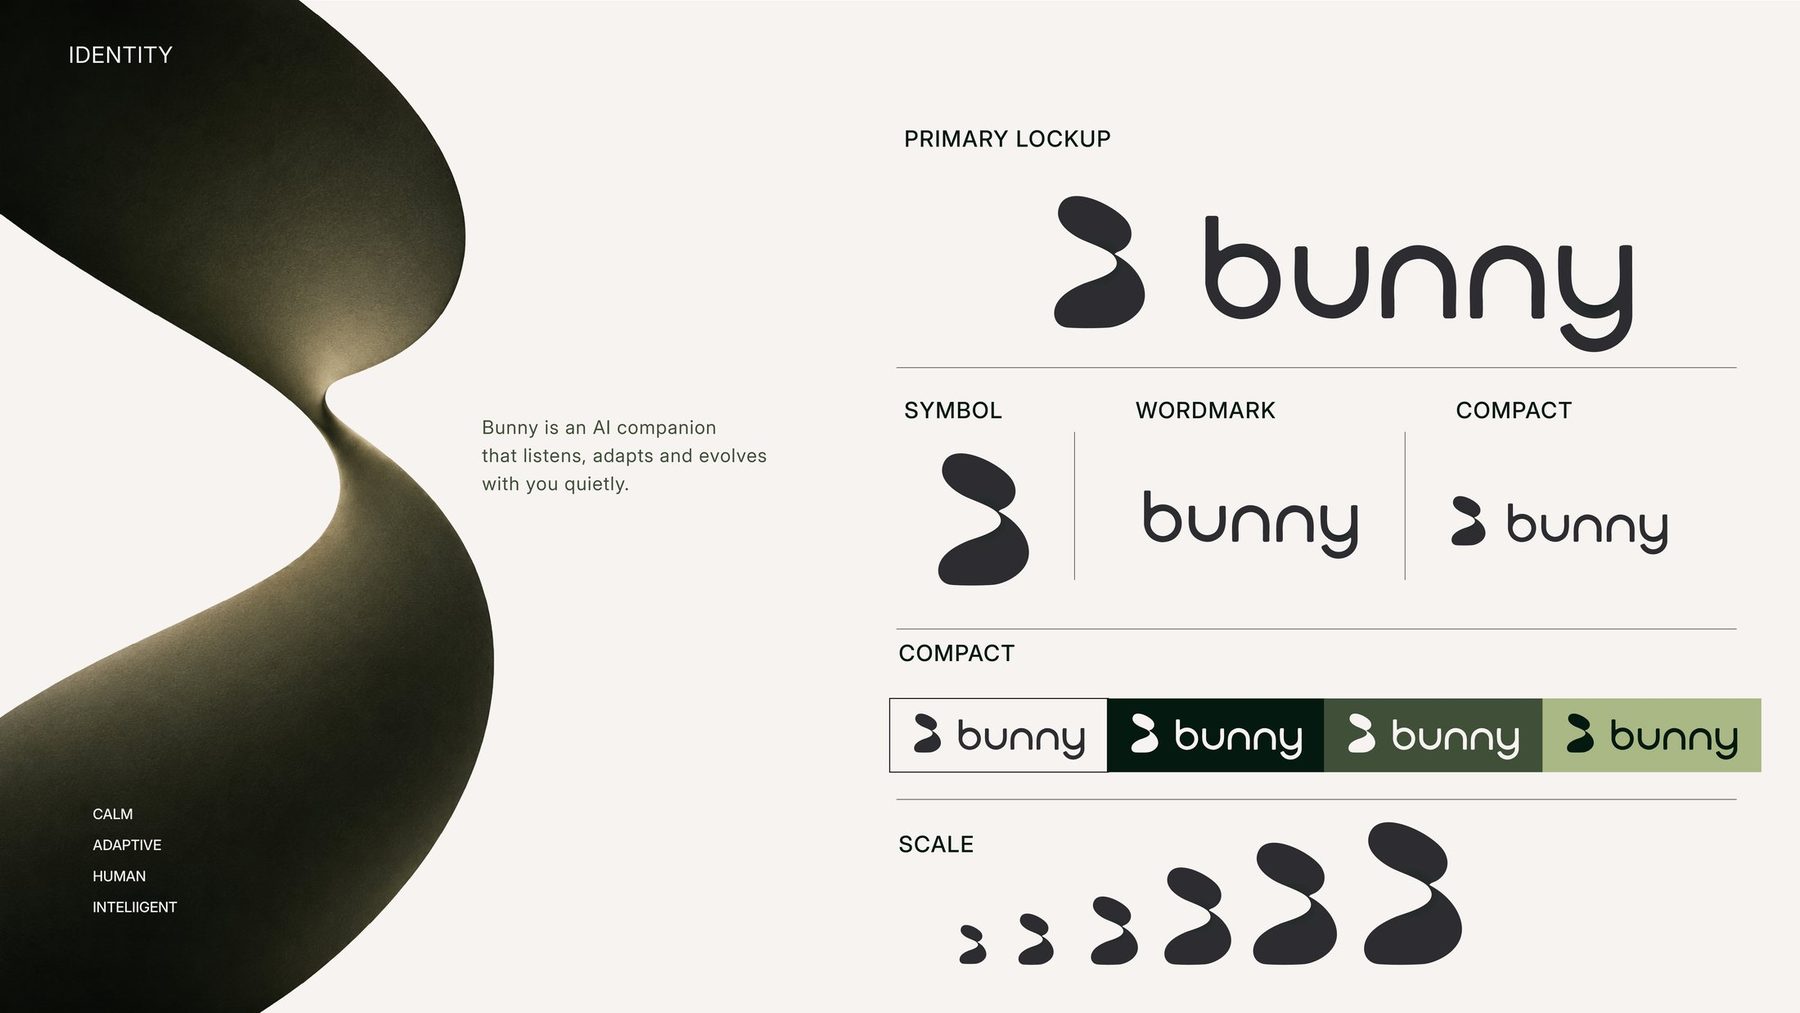 IDENTITY
Bunny is an AI companion
that listens, adapts and evolves
with you quietly.
CALM
ADAPTIVE
HUMAN
INTELIIGENT
PRIMARY LOCKUP
bunny
SYMBOL
WORDMARK
COMPACT
bunny
bunny
COMPACT
bunny
bunny
bunny
bunny
SCALE